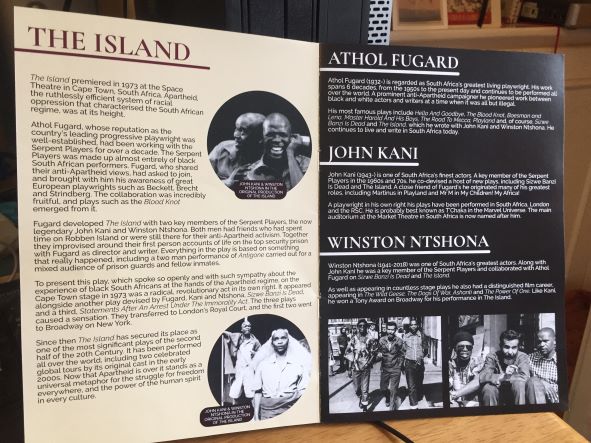 THE ISLAND
The Island premiered in 1973 at the Space
Theatre in Cape Town, South Africa. Apartheid,
the ruthlessly efficient system of racial
oppression that characterised the South African
regime, was at its height.
Athol Fugard, whose reputation as the
country's leading progressive playwright was
well-established, had been working with the
Serpent Players for over a decade. The Serpent
Players was made up almost entirely of black
South African performers. Fugard, who shared
their anti-Apartheid views, had asked to join,
and brought with him his awareness of great
European playwrights such as Beckett, Brecht
and Strindberg. The collaboration was incredibly
fruitful, and plays such as the Blood Knot
emerged from it.
JOHN KANI & WINSTON
NTSHONA IN THE
ORIGINAL PRODUCTION
OF THE ISLAND
Fugard developed The Island with two key members of the Serpent Players, the now
legendary John Kani and Winston Ntshona. Both men had friends who had spent
time on Robben Island or were still there for their anti-Apartheid activism. Together
they improvised around their first person accounts of life on the top security prison,
with Fugard as director and writer. Everything in the play is based on something
that really happened, including a two man performance of Antigone carried out for a
mixed audience of prison guards and fellow inmates.
To present this play, which spoke so openly and with such sympathy about the
experience of black South Africans at the hands of the Apartheid regime, on the
Cape Town stage in 1973 was a radical, revolutionary act in its own right. It appeared
alongside another play devised by Fugard, Kani and Ntshona, Sizwe Banzi Is Dead,
and a third, Statements After An Arrest Under The Immorality Act. The three plays
caused a sensation. They transferred to London's Royal Court, and the first two went
to Broadway on New York.
Since then The Island has secured its place as
one of the most significant plays of the second
half of the 20th Century. It has been performed
all over the world, including two celebrated
global tours by its original cast in the early
2000s. Now that Apartheid is over it stands as a
universal metaphor for the struggle for freedom
everywhere, and the power of the human spirit
in every culture.
JOHN KANI & WINSTON
NTSHONA IN THE
ORIGINAL PRODUCTION
OF THE ISLAND
ATHOL FUGARD
Athol Fugard (1932-) is regarded as South Africa's greatest living playwright. His work
spans 6 decades, from the 1950s to the present day and continues to be performed all
over the world. A prominent anti-Apartheid campaigner he pioneered work between
black and white actors and writers at a time when it was all but illegal.
His most famous plays include Hello And Goodbye, The Blood Knot, Boesman and
Lena, Master Harold And His Boys, The Road To Mecca, Playland and, of course, Sizwe
Banzi is Dead and The Island, which he wrote with John Kani and Winston Ntshona. He
continues to live and write in South Africa today.
JOHN KANI
John Kani (1943-) is one of South Africa's finest actors. A key member of the Serpent
Players in the 1960s and 70s, he co-devised a host of new plays, including Sizwe Banzi
Is Dead and The Island. A close friend of Fugard's he originated many of his greatest
roles, including Martinus in Playland and Mr M in My Children! My Africa!
A playwright in his own right his plays have been performed in South Africa, London
and the RSC. He is probably best known as T'Chaka in the Marvel Universe. The main
auditorium at the Market Theatre in South Africa is now named after him.
WINSTON NTSHONA
Winston Ntshona (1941-2018) was one of South Africa's greatest actors. Along with
John Kani he was a key member of the Serpent Players and collaborated with Athol
Fugard on Sizwe Banzi Is Dead and The Island.
As well as appearing in countless stage plays he also had a distinguished film career,
appearing in The Wild Geese, The Dogs Of War, Ashanti and The Power Of One. Like Kani,
he won a Tony Award on Broadway for his performance in The Island.